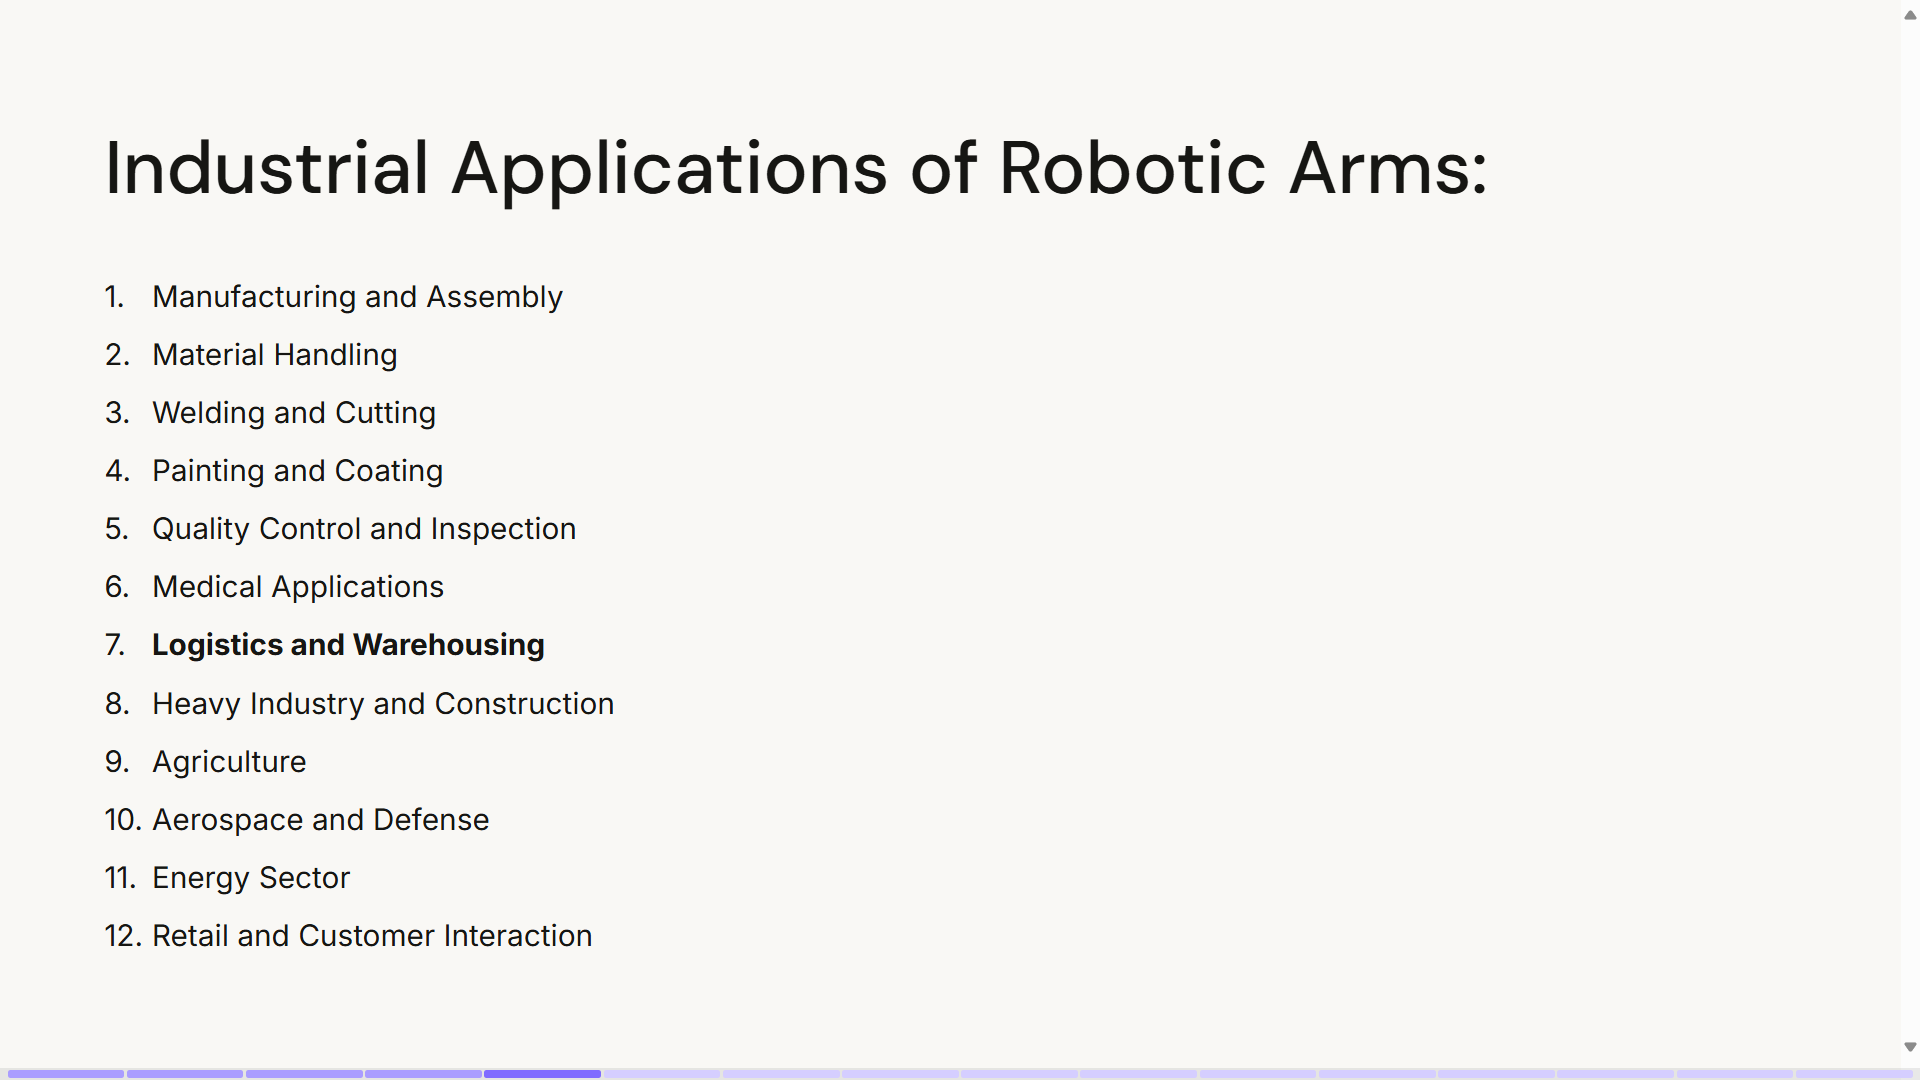 Industrial Applications of Robotic Arms:
1. Manufacturing and Assembly
2. Material Handling
3. Welding and Cutting
4. Painting and Coating
5. Quality Control and Inspection
6. Medical Applications
7. Logistics and Warehousing
8. Heavy Industry and Construction
9. Agriculture
10. Aerospace and Defense
11. Energy Sector
12. Retail and Customer Interaction